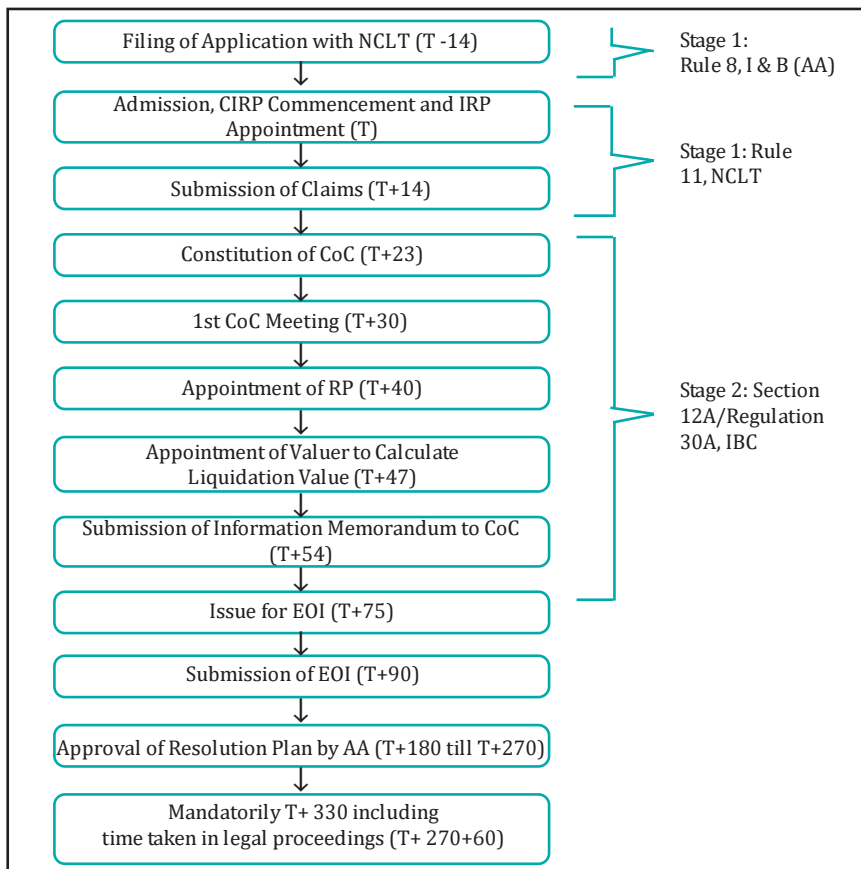 Filing of Application with NCLT (T -14)
Stage 1:
Rule 8, I & B (AA)
Admission, CIRP Commencement and IRP
Appointment (T)
Submission of Claims (T+14)
Stage 1: Rule
11, NCLT
Constitution of CoC (T+23)
1st CoC Meeting (T+30)
Appointment of RP (T+40)
Appointment of Valuer to Calculate
Liquidation Value (T+47)
Submission of Information Memorandum to CoC
(T+54)
Issue for EOI (T+75)
Stage 2: Section
12A/Regulation
30A, IBC
Submission of EOI (T+90)
Approval of Resolution Plan by AA (T+180 till T+270)
Mandatorily T+ 330 including
time taken in legal proceedings (T+ 270+60)